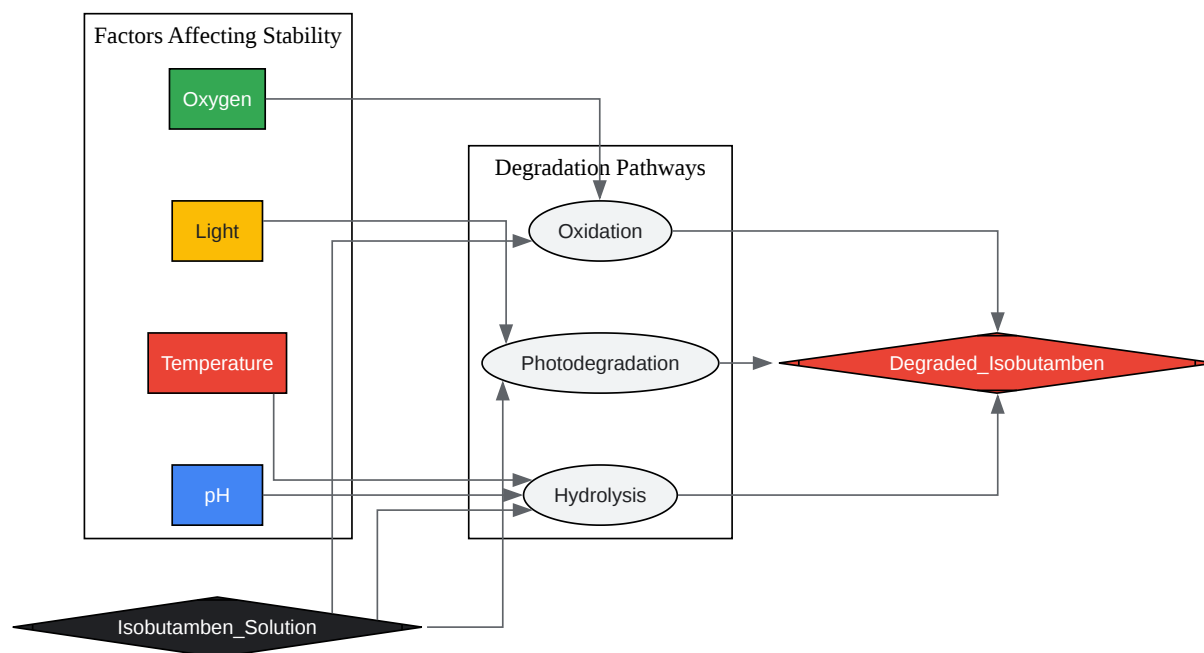 Factors Affecting Stability
Oxygen
Light
Temperature
pH
Degradation Pathways
Oxidation
Photodegradation
Hydrolysis
Degraded_Isobutamben
Isobutamben_Solution